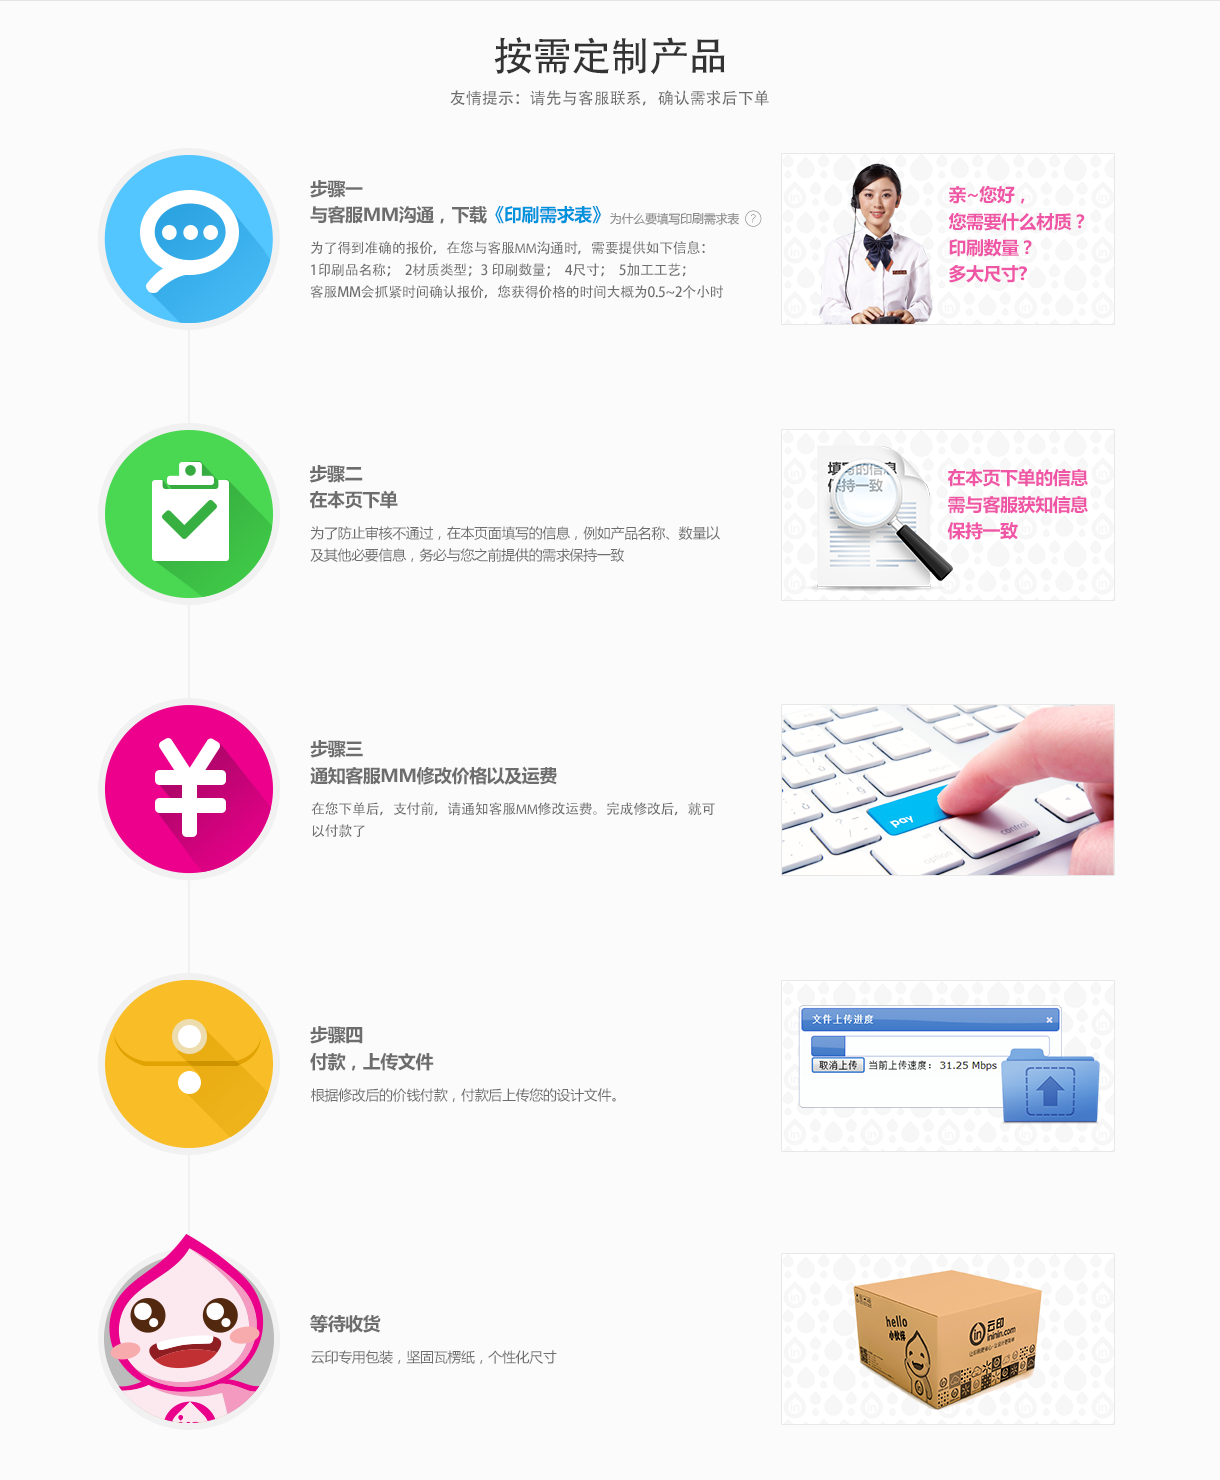 按需定制产品
友情提示：请先与客服联系，确认需求后下单
步骤一
与客服MM沟通，下载《印刷需求表》 为什么要填写印刷需求表 ?
为了得到准确的报价，在您与客服MM沟通时，需要提供如下信息：
1印刷品名称； 2材质类型；3 印刷数量； 4尺寸； 5加工工艺；
客服MM会抓紧时间确认报价，您获得价格的时间大概为0.5~2个小时
亲~您好，
您需要什么材质？
印刷数量？
多大尺寸?
步骤二
在本页下单
为了防止审核不通过，在本页面填写的信息，例如产品名称、数量以
及其他必要信息，务必与您之前提供的需求保持一致
填写的信息
保持一致
在本页下单的信息
需与客服获知信息
保持一致
步骤三
通知客服MM修改价格以及运费
在您下单后，支付前，请通知客服MM修改运费。完成修改后，就可
以付款了
pay
control
option
步骤四
付款，上传文件
根据修改后的价钱付款，付款后上传您的设计文件。
文件上传进度
取消上传 当前上传速度： 31.25 Mbps
等待收货
云印专用包装，坚固瓦楞纸，个性化尺寸
hello
小伙伴
in 云印
ininin.com